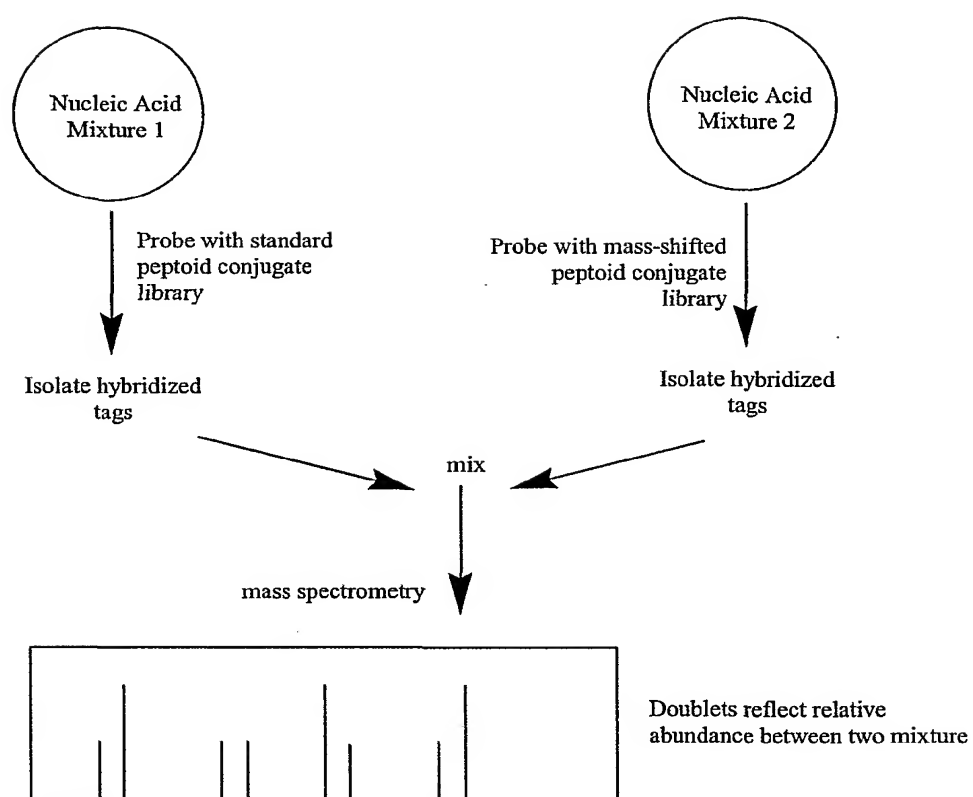 Nucleic Acid
Mixture 1
Nucleic Acid
Mixture 2
Probe with standard
peptoid conjugate
library
Probe with mass-shifted
peptoid conjugate
library
Isolate hybridized
tags
Isolate hybridized
tags
mix
mass spectrometry
Doublets reflect relative
abundance between two mixture